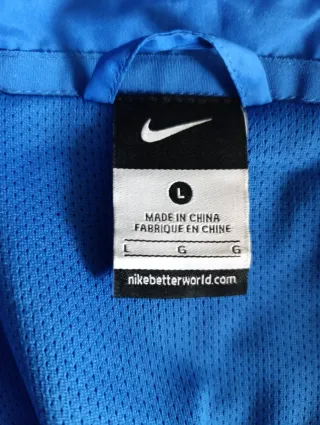 L
MADE IN CHINA
FABRIQUE EN CHINE
L G G
nikebetterworld.com